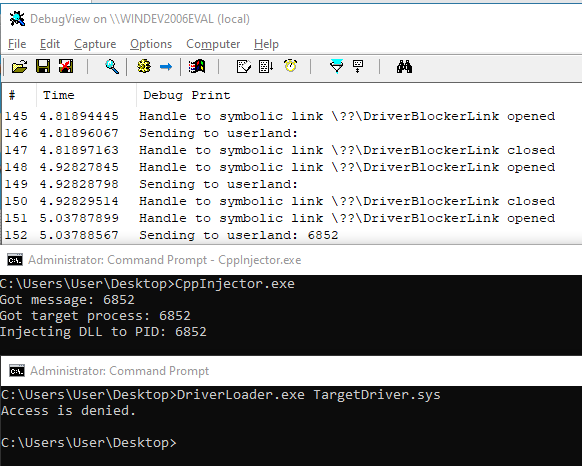 DebugView on \\WINDEV2006EVAL (local)
File Edit Capture Options Computer Help
# Time Debug Print
145 4.81894445 Handle to symbolic link \??\DriverBlockerLink opened
146 4.81896067 Sending to userland:
147 4.81897163 Handle to symbolic link \??\DriverBlockerLink closed
148 4.92827845 Handle to symbolic link \??\DriverBlockerLink opened
149 4.92828798 Sending to userland:
150 4.92829514 Handle to symbolic link \??\DriverBlockerLink closed
151 5.03787899 Handle to symbolic link \??\DriverBlockerLink opened
152 5.03788567 Sending to userland: 6852
Administrator: Command Prompt - CppInjector.exe
C:\Users\User\Desktop>CppInjector.exe
Got message: 6852
Got target process: 6852
Injecting DLL to PID: 6852
Administrator: Command Prompt
C:\Users\User\Desktop>DriverLoader.exe TargetDriver.sys
Access is denied.
C:\Users\User\Desktop>